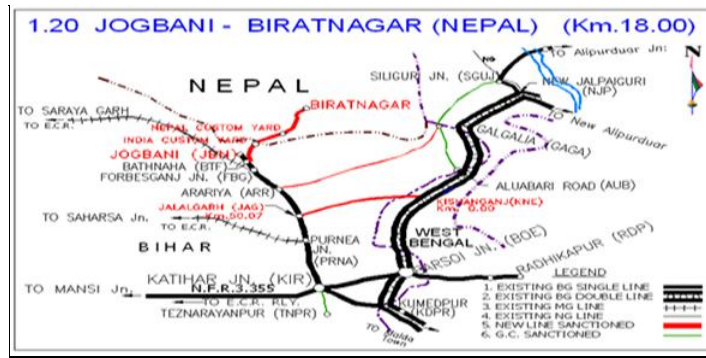 1.20 JOGBANI - BIRATNAGAR (NEPAL) (Km.18.00)
TO Alipurduar Jn:
N
SILIGUR JN. (SGUJ)
NEPAL
NEW JALPAIGURI
(NJP)
BIRATNAGAR
TO SARAYA GARH
TO E.C.R.
TO New Alipurduar
NEPAL CUSTOM YARD
INDIA CUSTOM YARD
GALGALIA (GAGA)
JOGBANI (JBN)
BATHNAHA (BTF)
FORBESGANJ JN. (FBG)
ARARIYA (ARR)
ALUABARI ROAD (AUB)
JALALGARH (JAG)
Km.50.07
KISHANGANJ(KNE)
Km. 0.00
TO SAHARSA Jn.
TO E.C.R.
WEST
BENGAL
BIHAR
PURNEA
JN.
(PRNA)
ARSOI JN. (BOE)
RADHIKAPUR (RDP)
KATIHAR JN. (KIR)
LEGEND
TO MANSI Jn.
N.F.R.3.355
TO E.C.R RLY.
TEZNARAYANPUR (TNPR)
KUMEDPUR
(KDPR)
TO Malda
Town
1. EXISTING BG SINGLE LINE
2. EXISTING BG DOUBLE LINE
3. EXISTING MG LINE
4. EXISTING NG LINE
5. NEW LINE SANCTIONED
6. G.C. SANCTIONED